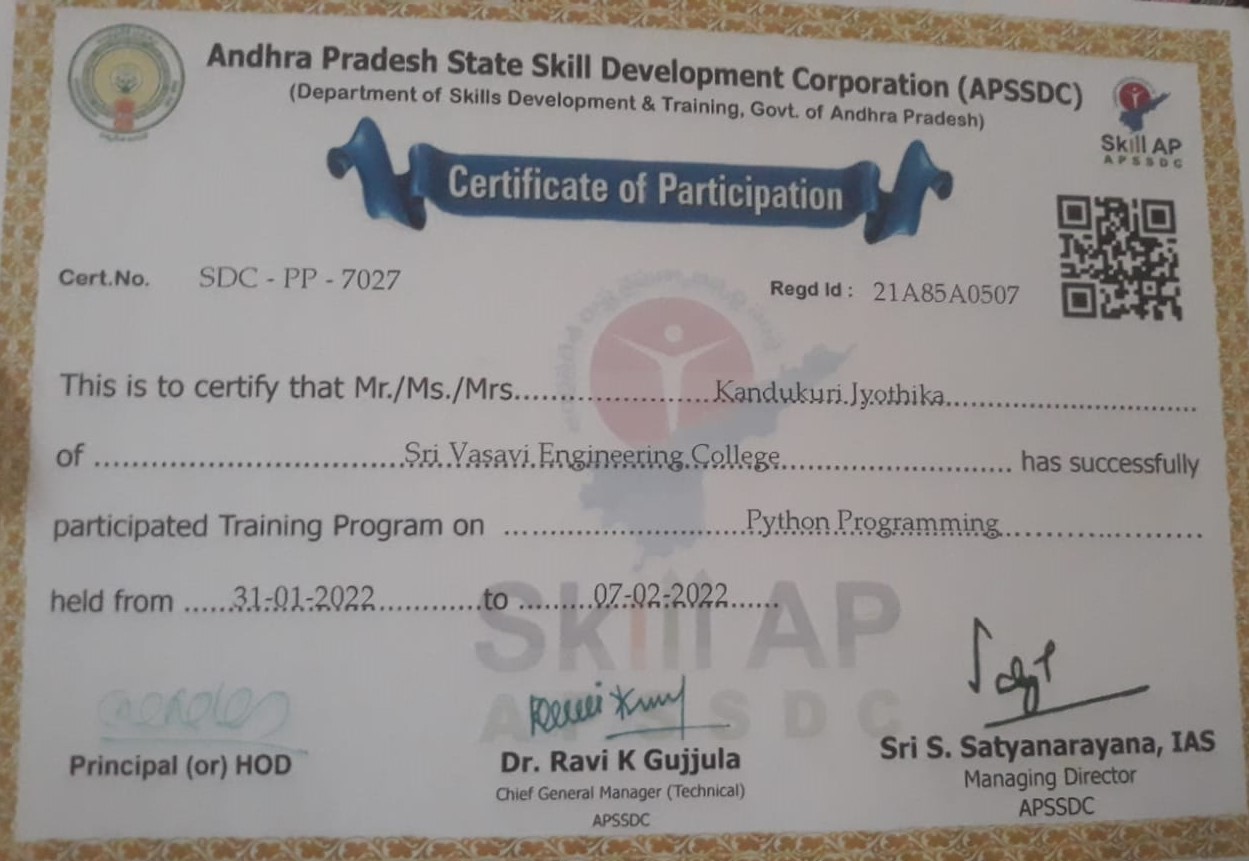 Andhra Pradesh State Skill Development Corporation (APSSDC)
(Department of Skills Development & Training, Govt. of Andhra Pradesh)
Skill AP
APSSDC
Certificate of Participation
Cert.No. SDC - PP - 7027
Regd Id : 21A85A0507
This is to certify that Mr./Ms./Mrs......................Kandukuri.Jyothika...............................
of ......................................Sri Vasavi Engineering College............................ has successfully
participated Training Program on .............................Python Programming.........................
held from ......31-01-2022.............to .........07-02-2022......
Skill AP
APSSDC
Principal (or) HOD
Dr. Ravi K Gujjula
Chief General Manager (Technical)
APSSDC
Sri S. Satyanarayana, IAS
Managing Director
APSSDC